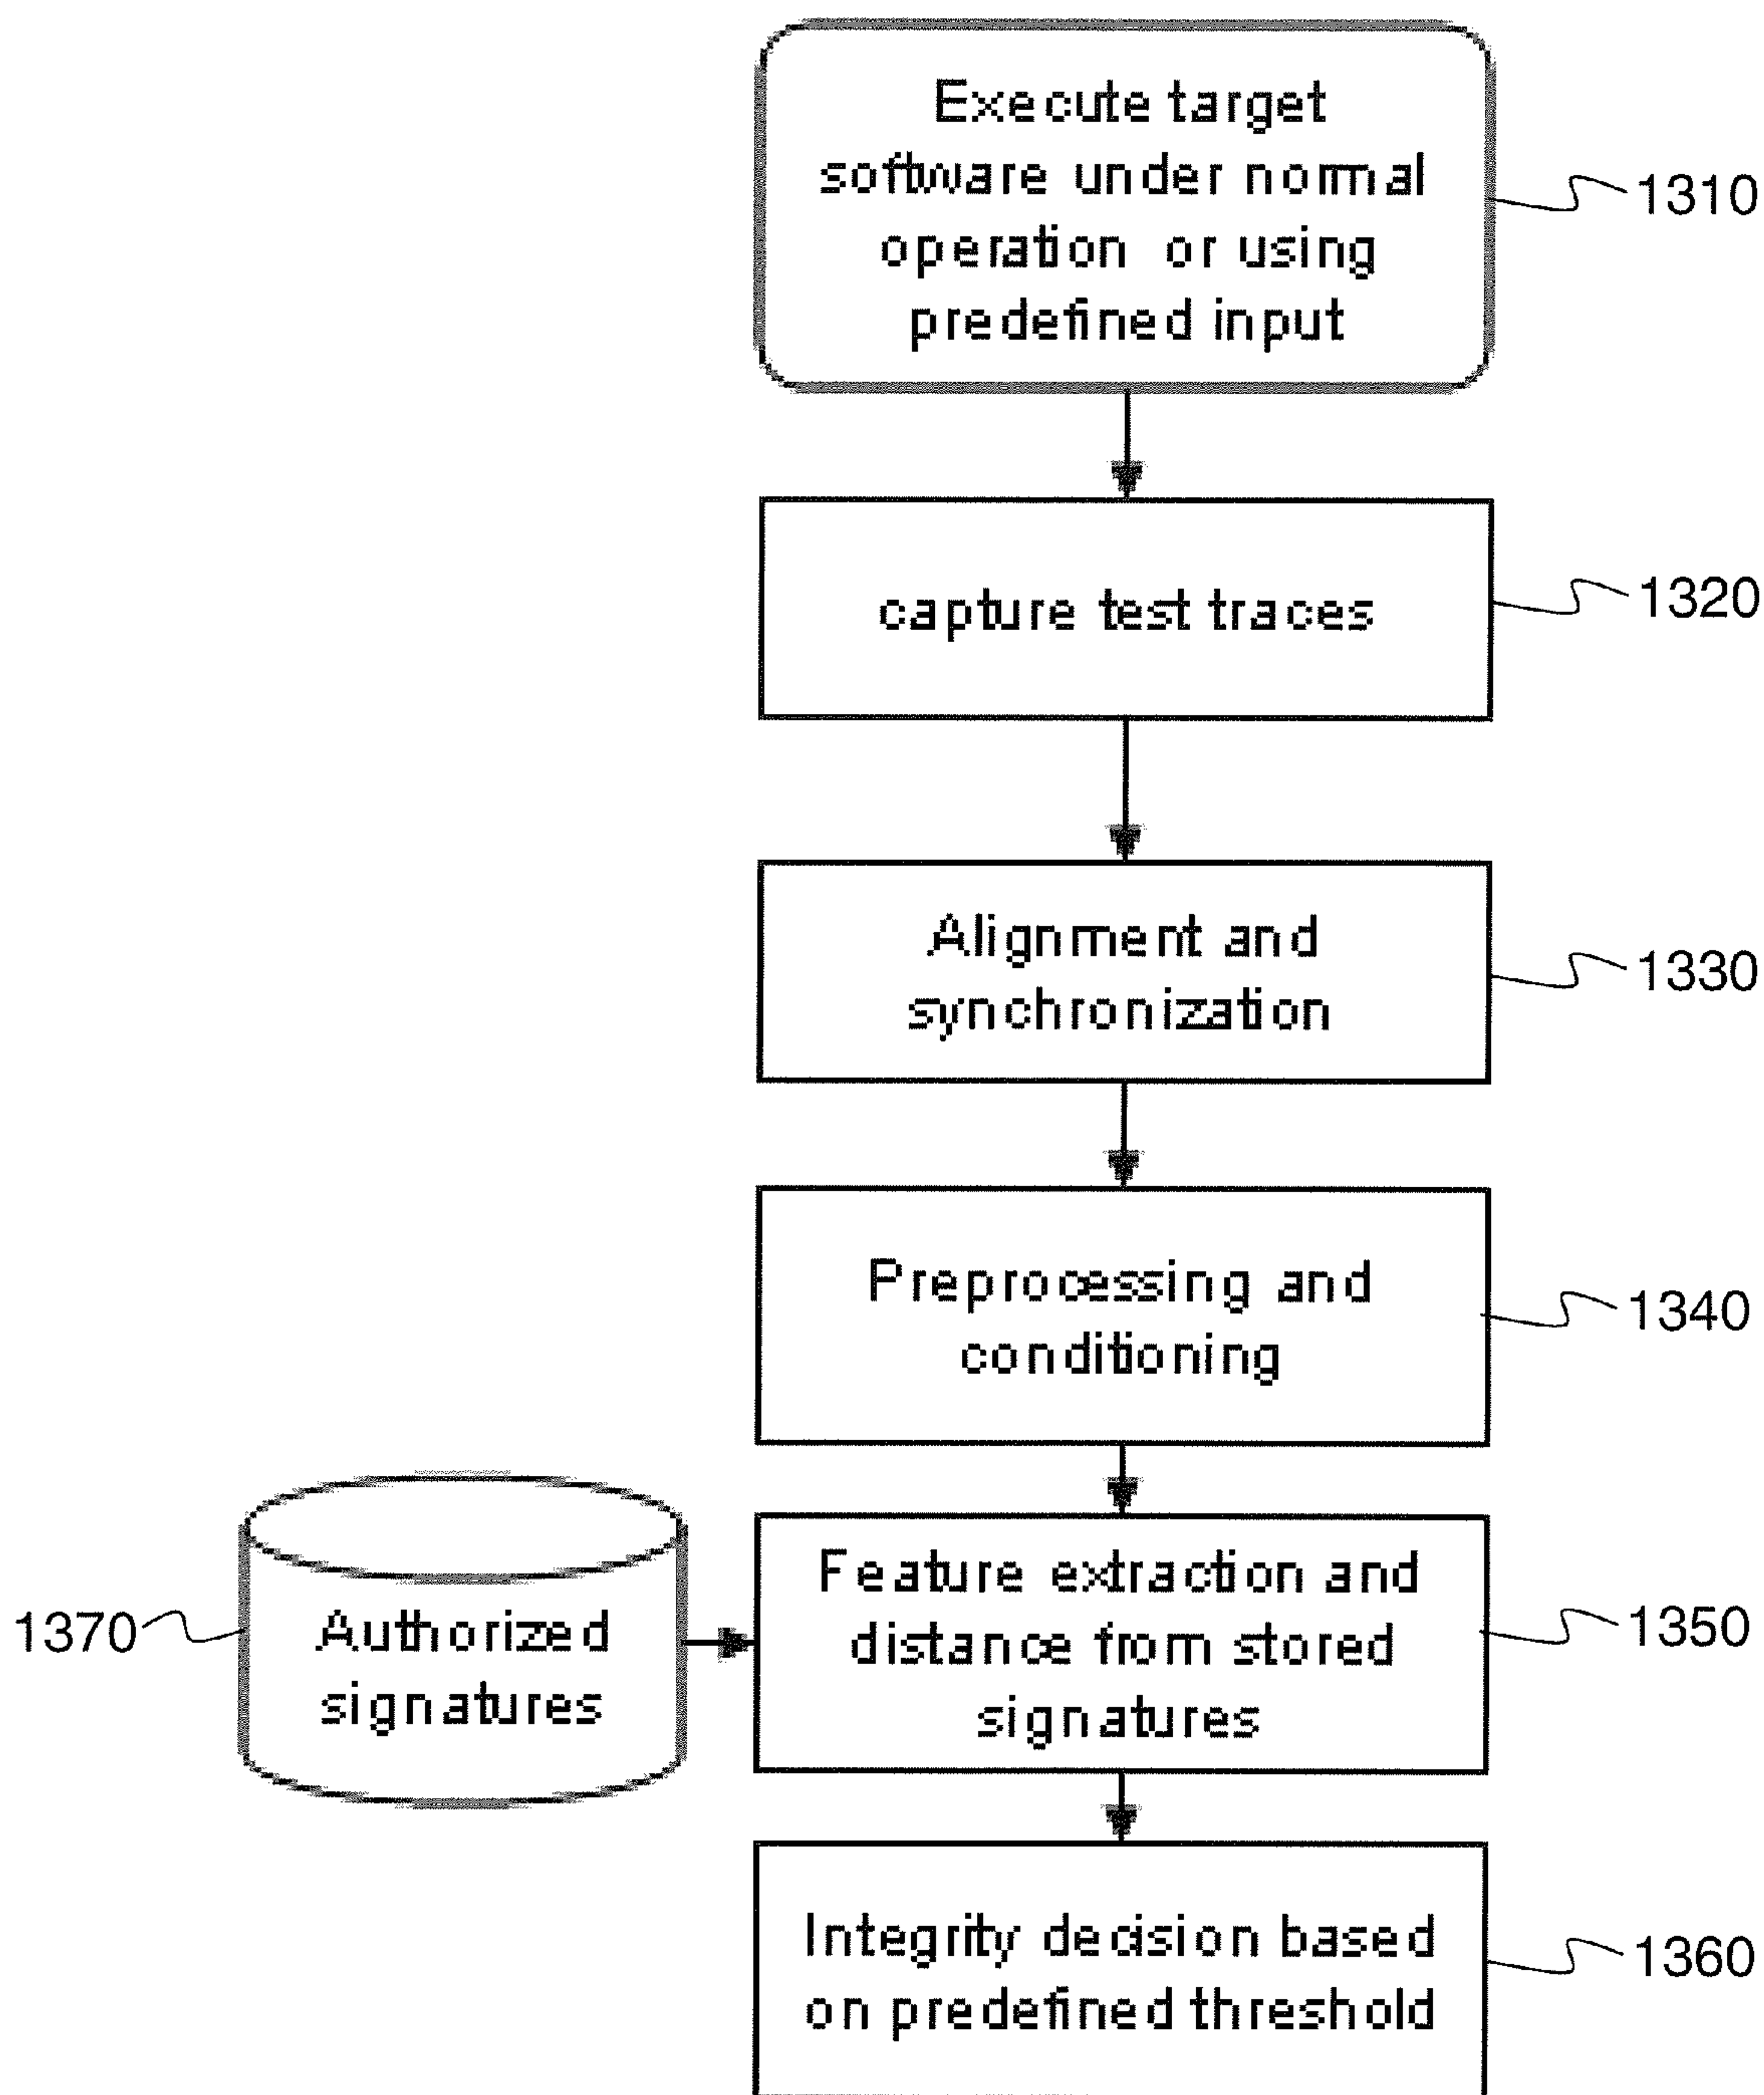 Execute target
software under normal
operation or using
predefined input
1310
capture test traces
1320
Alignment and
synchronization
1330
Preprocessing and
conditioning
1340
1370
Authorized
signatures
Feature extraction and
distance from stored
signatures
1350
Integrity decision based
on predefined threshold
1360